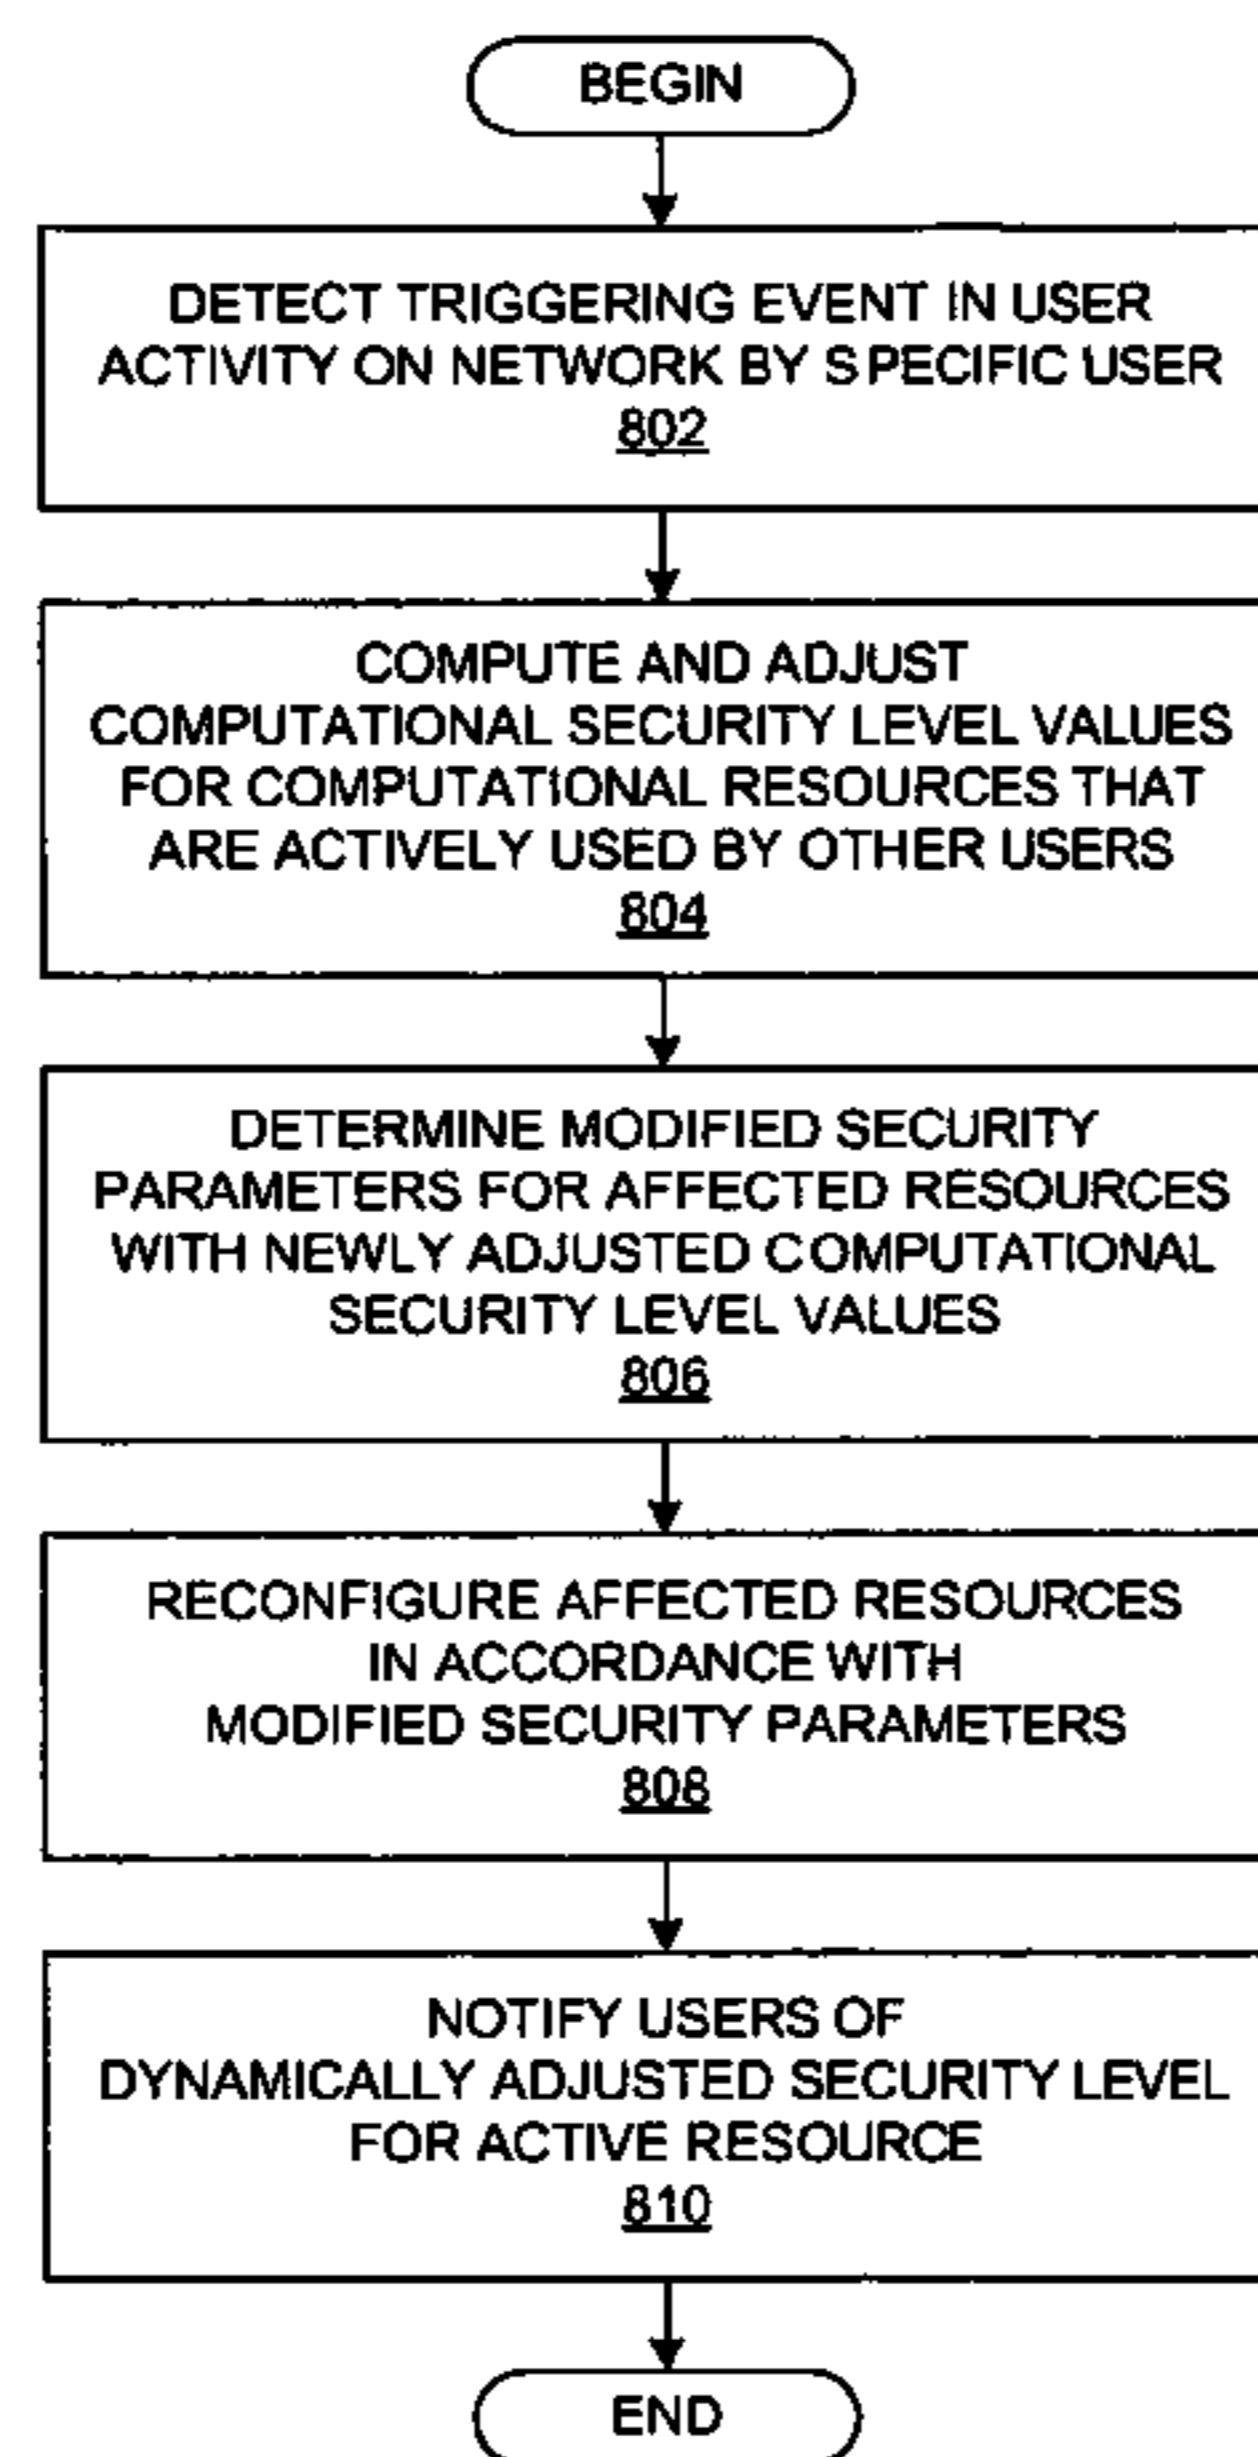 BEGIN
DETECT TRIGGERING EVENT IN USER
ACTIVITY ON NETWORK BY SPECIFIC USER
802
COMPUTE AND ADJUST
COMPUTATIONAL SECURITY LEVEL VALUES
FOR COMPUTATIONAL RESOURCES THAT
ARE ACTIVELY USED BY OTHER USERS
804
DETERMINE MODIFIED SECURITY
PARAMETERS FOR AFFECTED RESOURCES
WITH NEWLY ADJUSTED COMPUTATIONAL
SECURITY LEVEL VALUES
806
RECONFIGURE AFFECTED RESOURCES
IN ACCORDANCE WITH
MODIFIED SECURITY PARAMETERS
808
NOTIFY USERS OF
DYNAMICALLY ADJUSTED SECURITY LEVEL
FOR ACTIVE RESOURCE
810
END